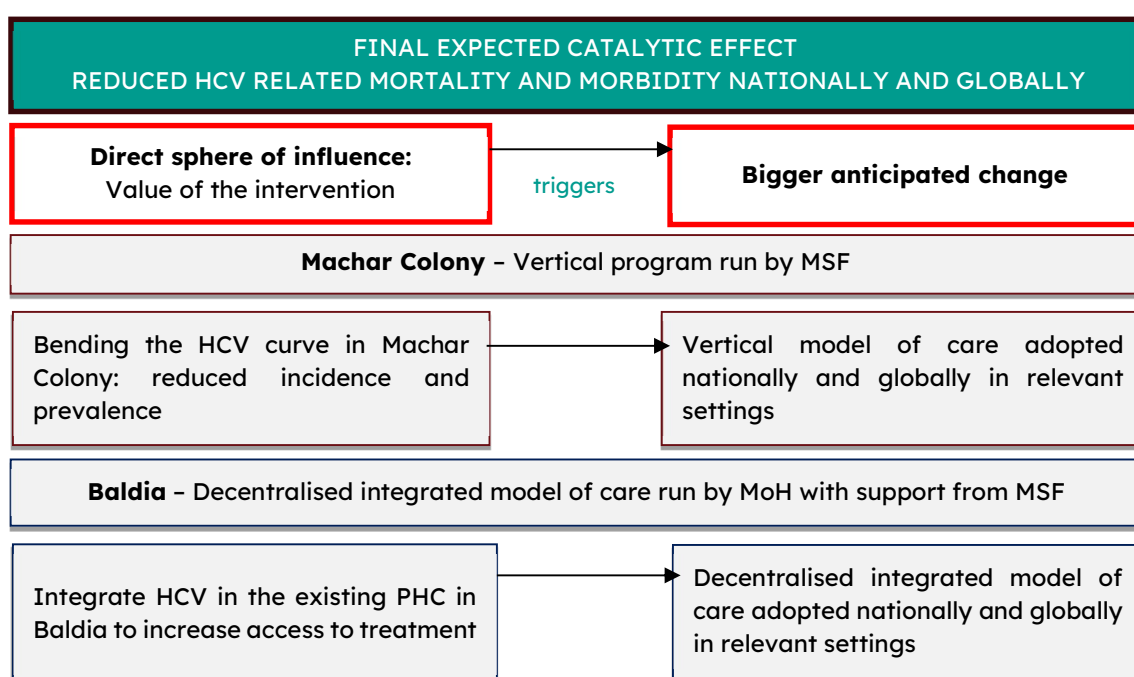 FINAL EXPECTED CATALYTIC EFFECT
REDUCED HCV RELATED MORTALITY AND MORBIDITY NATIONALLY AND GLOBALLY
Direct sphere of influence:
Value of the intervention
triggers
Bigger anticipated change
Machar Colony – Vertical program run by MSF
Bending the HCV curve in Machar
Colony: reduced incidence and
prevalence
Vertical model of care adopted
nationally and globally in relevant
settings
Baldia – Decentralised integrated model of care run by MoH with support from MSF
Integrate HCV in the existing PHC in
Baldia to increase access to treatment
Decentralised integrated model of
care adopted nationally and globally
in relevant settings